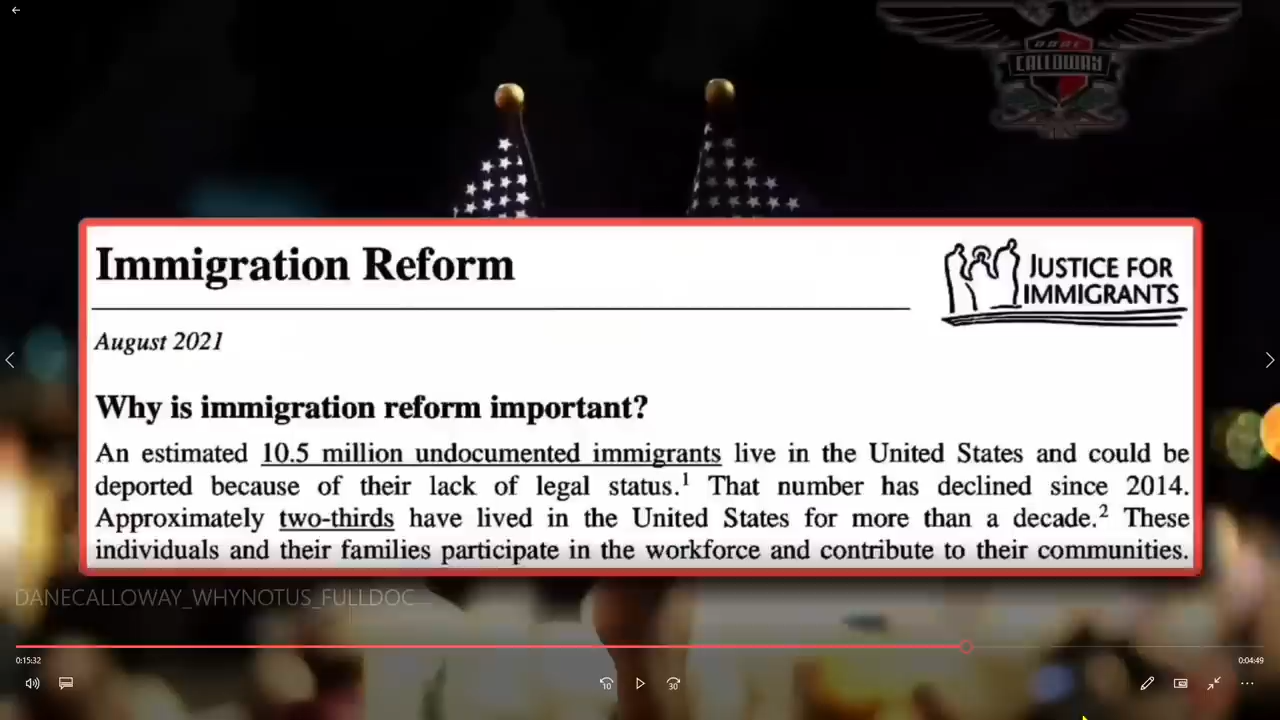 DANE
CALLOWAY
Immigration Reform
JUSTICE FOR
IMMIGRANTS
August 2021
Why is immigration reform important?
An estimated 10.5 million undocumented immigrants live in the United States and could be
deported because of their lack of legal status.1 That number has declined since 2014.
Approximately two-thirds have lived in the United States for more than a decade.2 These
individuals and their families participate in the workforce and contribute to their communities.
DANECALLOWAY_WHYNOTUS_FULLDOC
0:15:32
0:04:49
10
30